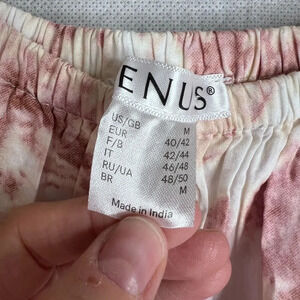 ENUS®
US/GB M
EUR 40/42
F/B 42/44
IT 46/48
RU/UA 48/50
BR M
Made in India